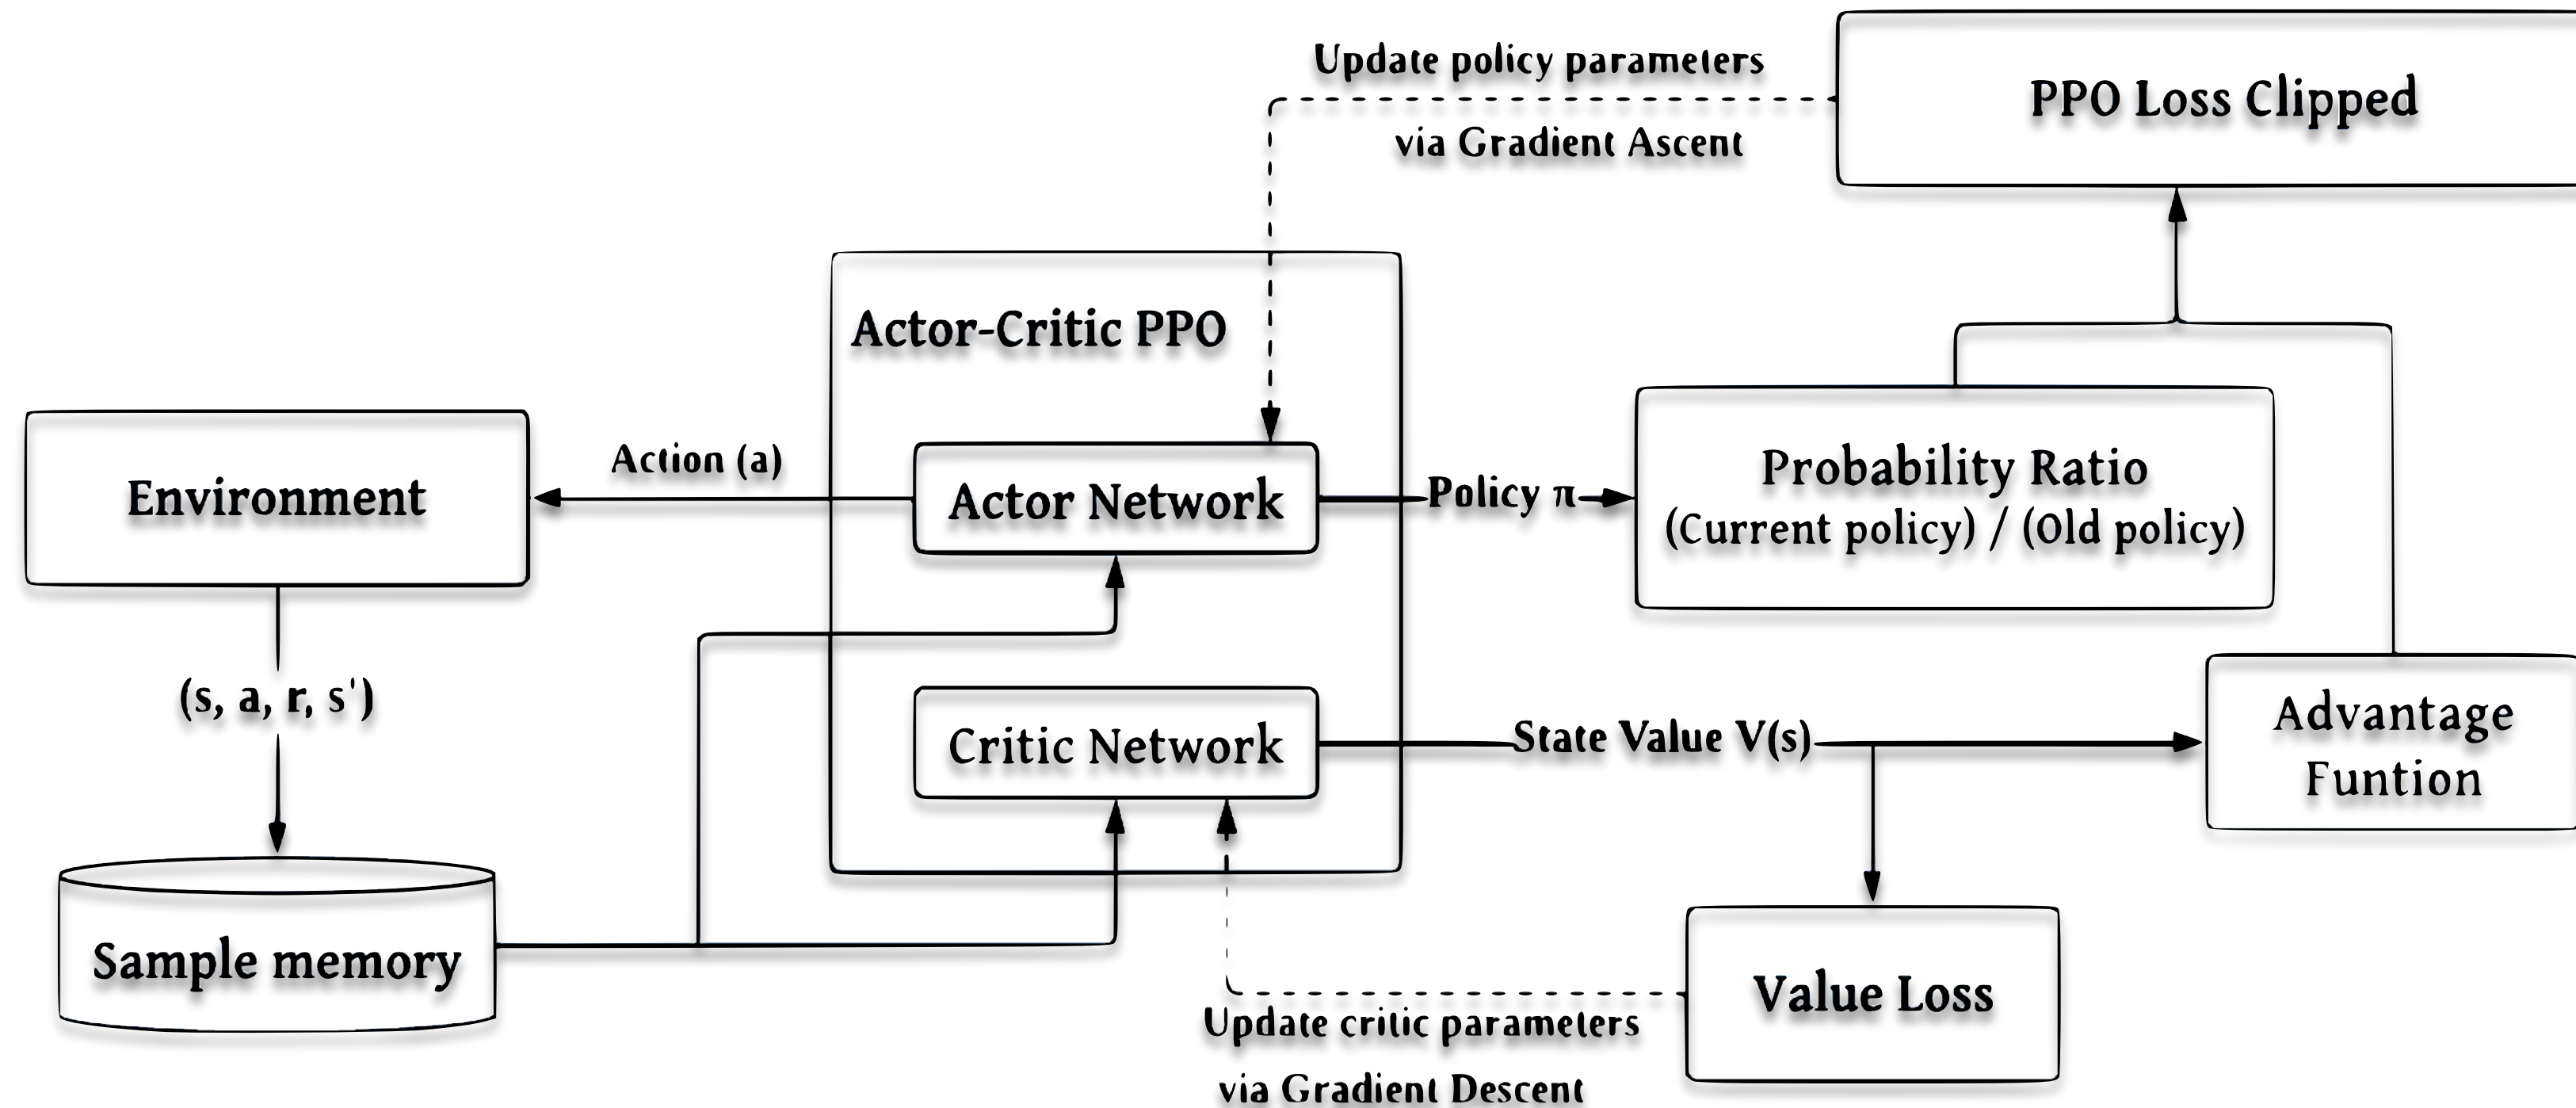 Update policy parameters
via Gradient Ascent
PPO Loss Clipped
Actor-Critic PPO
Environment
Action (a)
Actor Network
Policy π
Probability Ratio
(Current policy) / (Old policy)
(s, a, r, s')
Critic Network
State Value V(s)
Advantage
Funtion
Sample memory
Value Loss
Update critic parameters
via Gradient Descent